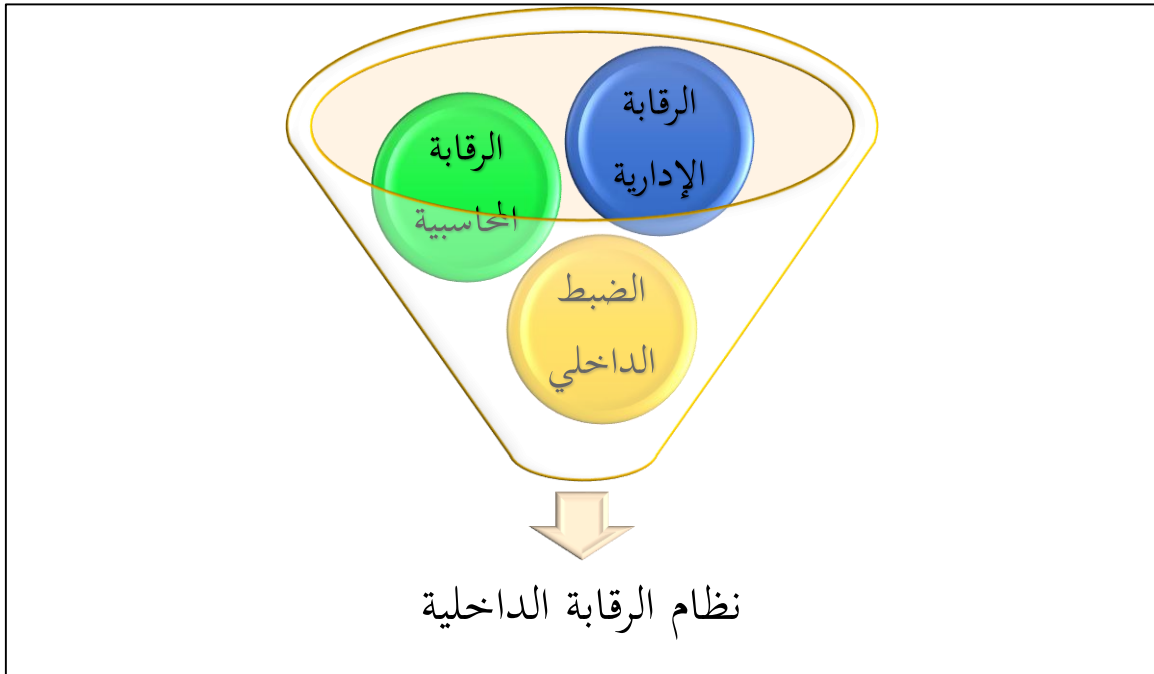 الرقابة
الإدارية
الرقابة
المحاسبية
الضبط
الداخلي
نظام الرقابة الداخلية